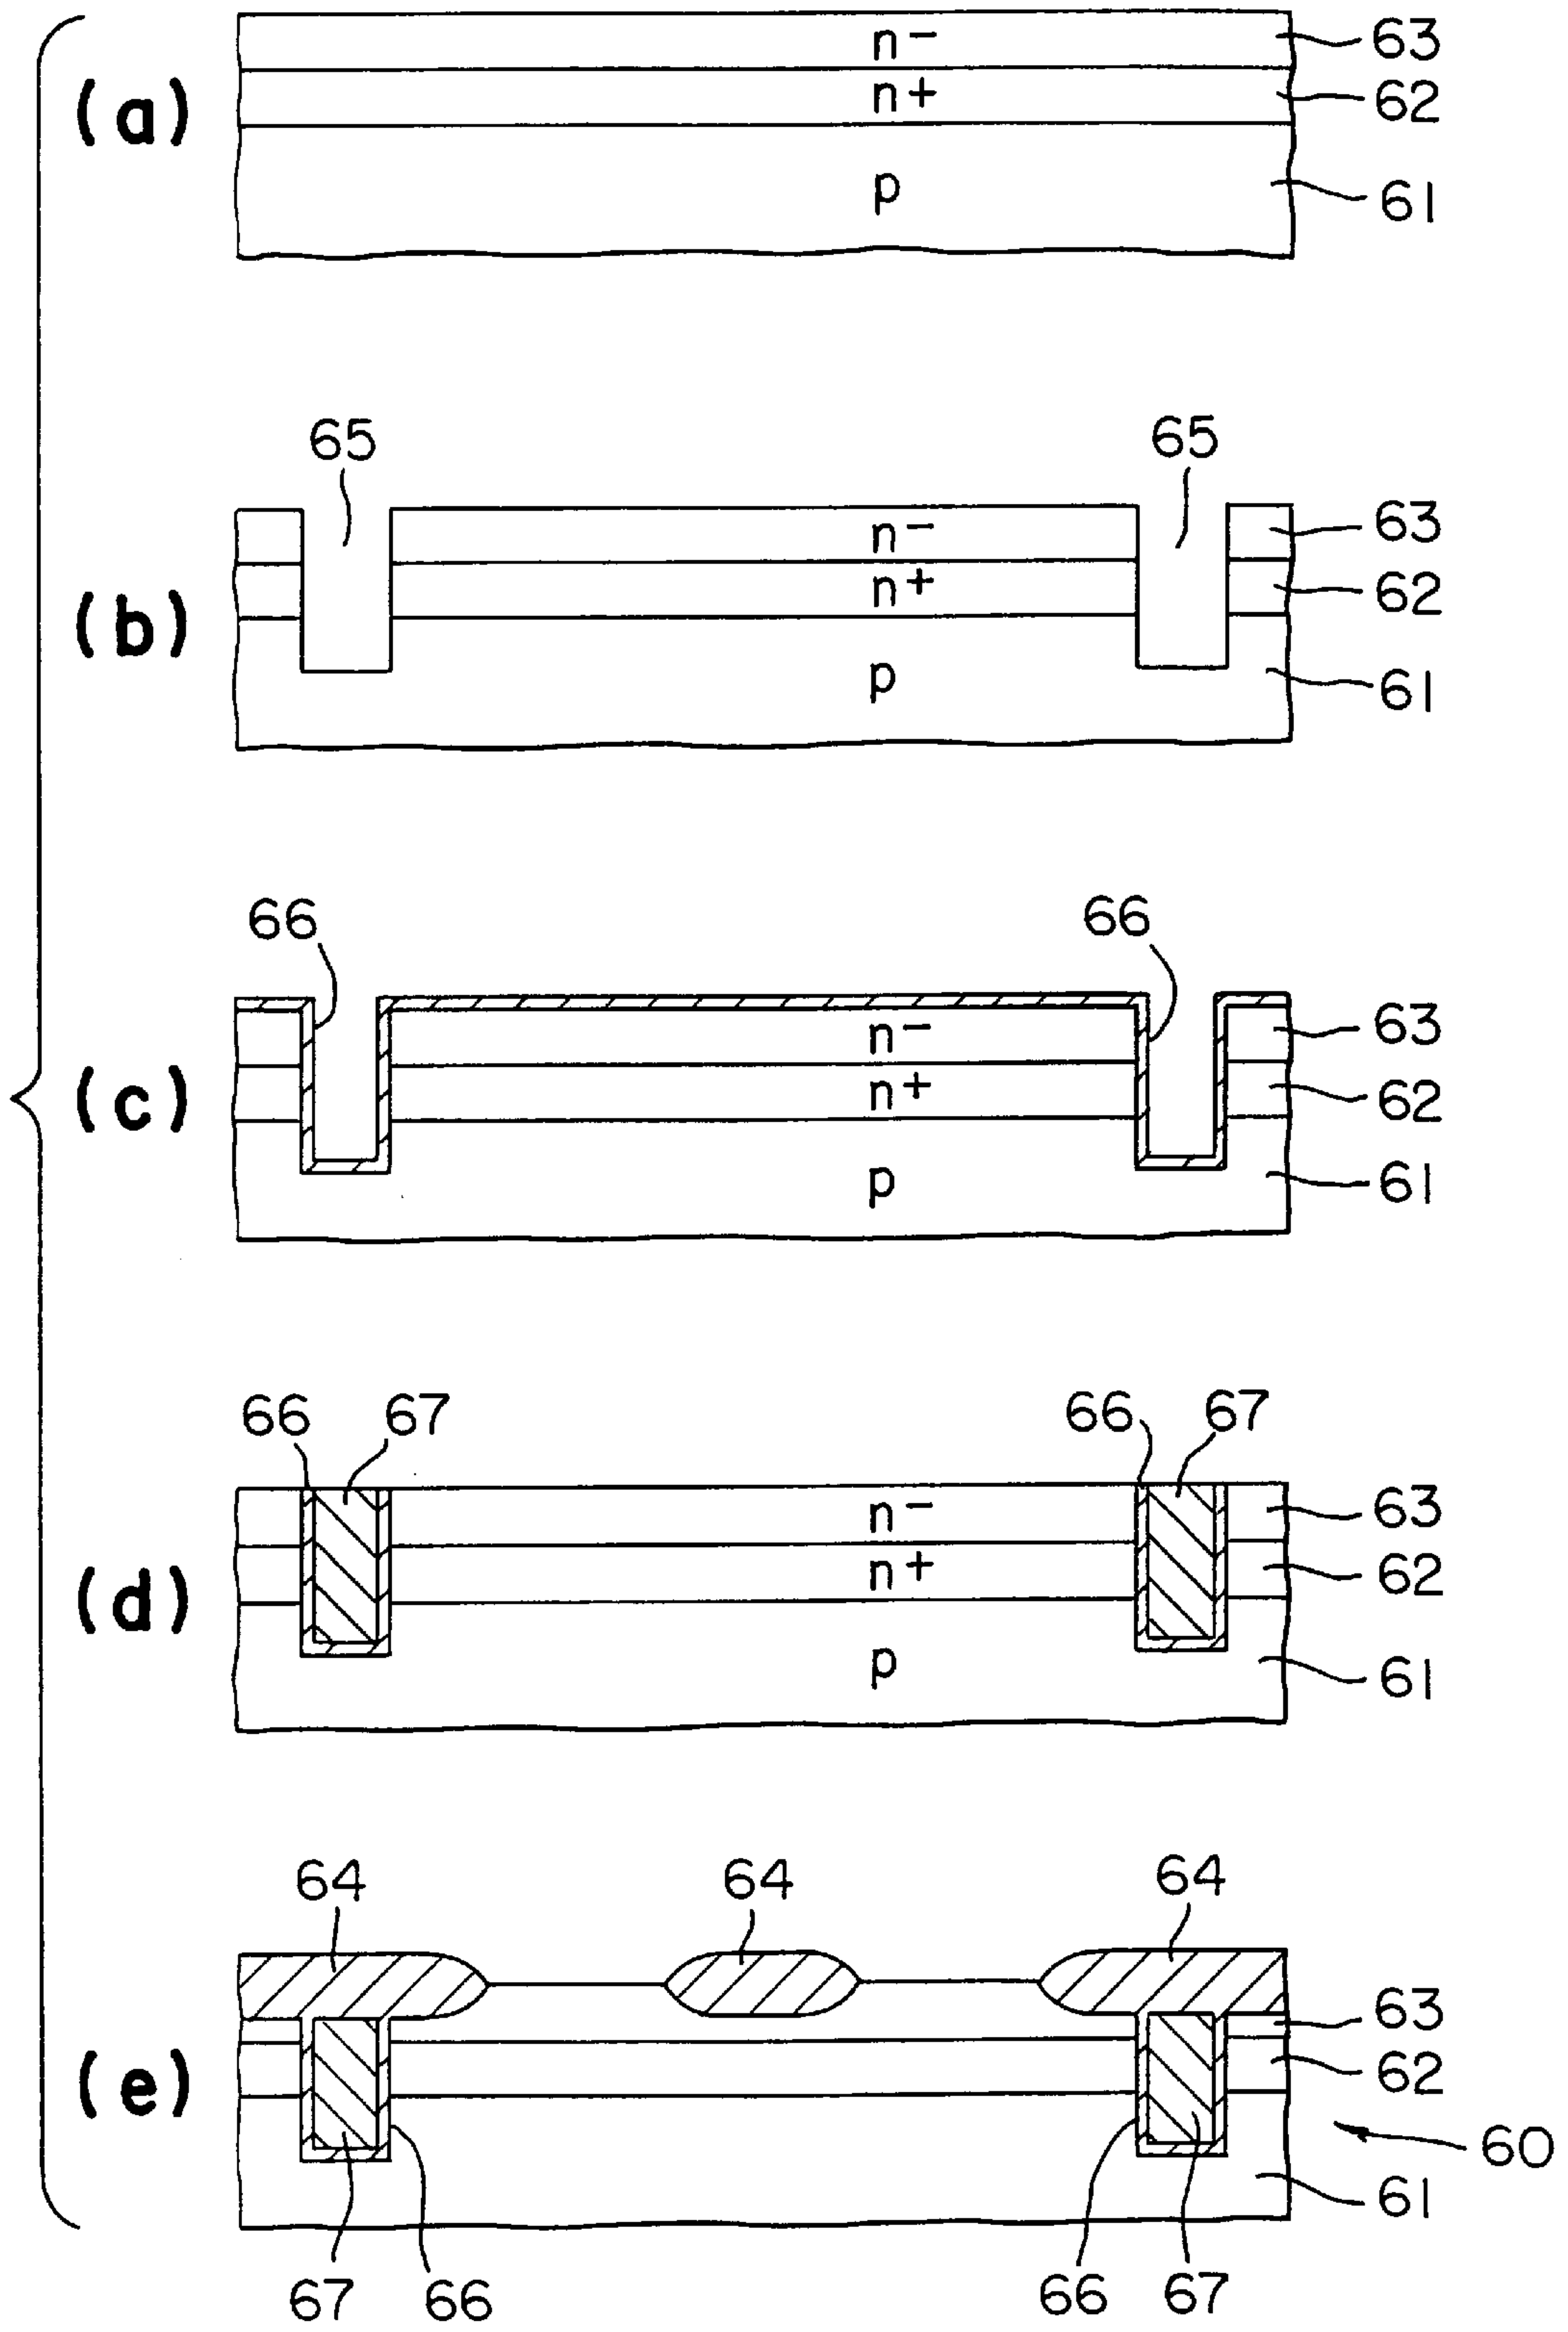 (a)
n- 63
n+ 62
p 61
65 65
(b)
n- 63
n+ 62
p 61
66 66
(c)
n- 63
n+ 62
p 61
66 67 66 67
(d)
n- 63
n+ 62
p 61
64 64 64
(e)
63
62
60
61
67 66 66 67